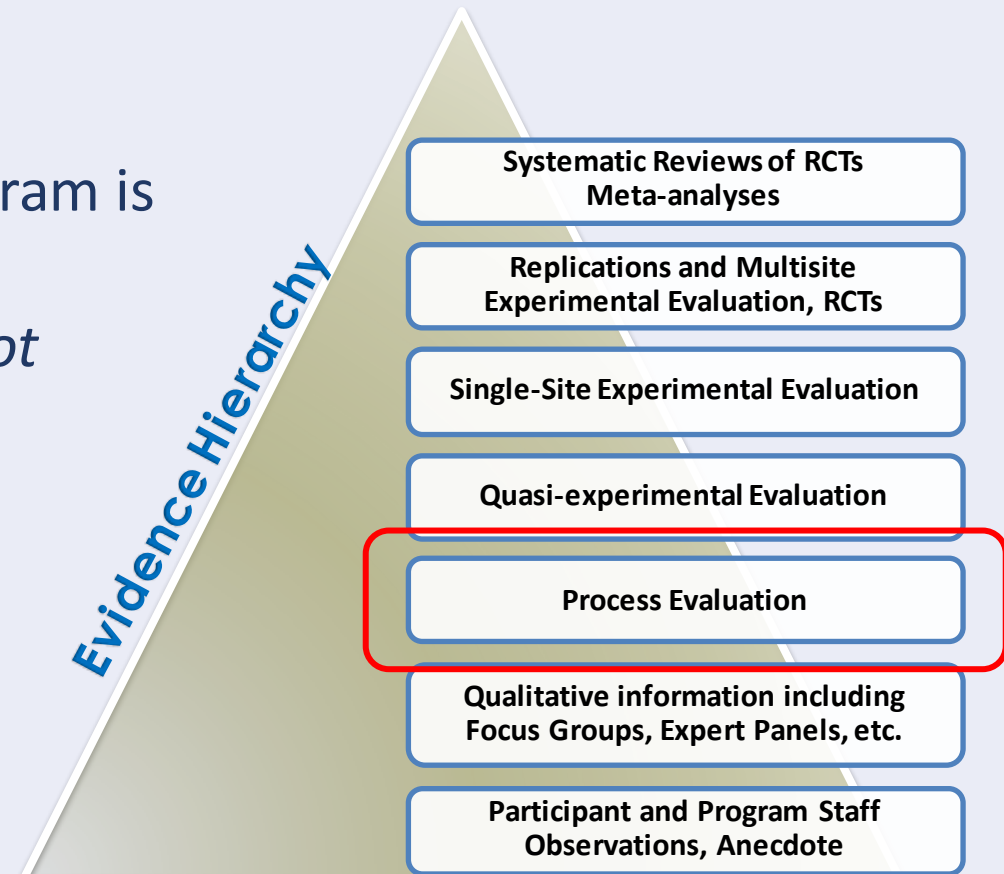 ram is
ot
Evidence Hierarchy
Systematic Reviews of RCTs
Meta-analyses
Replications and Multisite
Experimental Evaluation, RCTs
Single-Site Experimental Evaluation
Quasi-experimental Evaluation
Process Evaluation
Qualitative information including
Focus Groups, Expert Panels, etc.
Participant and Program Staff
Observations, Anecdote